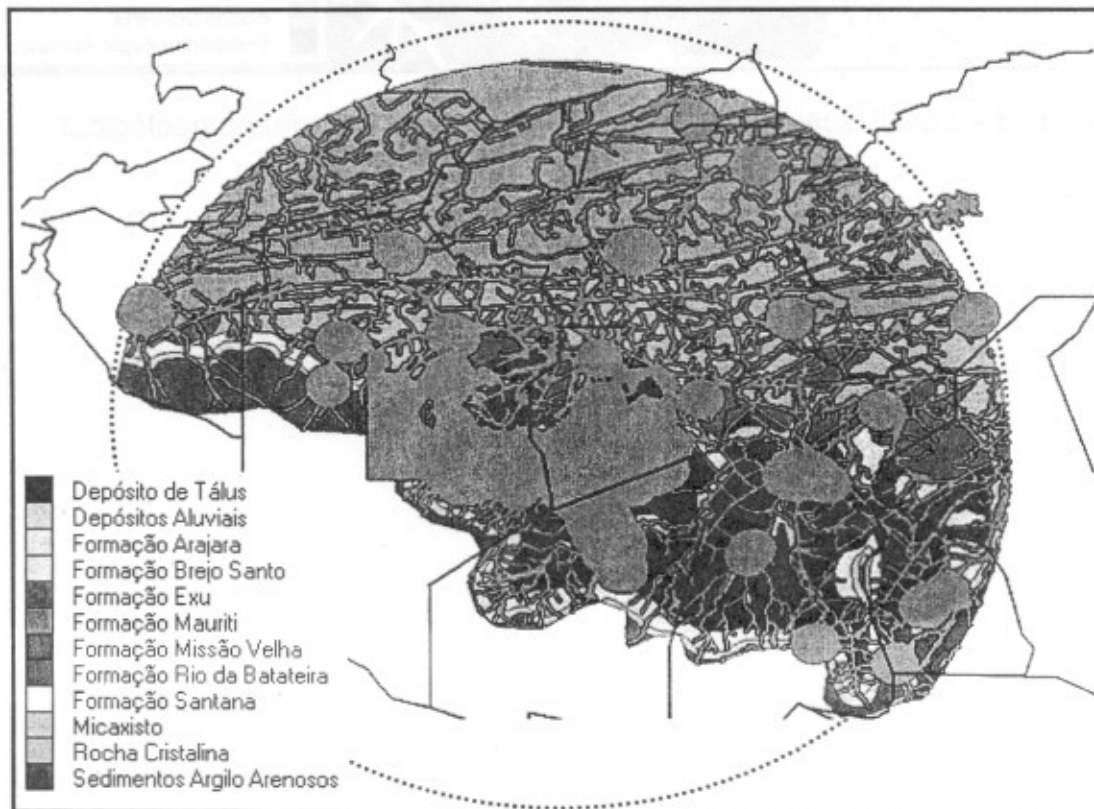 Depósito de Tálus
Depósitos Aluviais
Formação Arajara
Formação Brejo Santo
Formação Exu
Formação Mauriti
Formação Missão Velha
Formação Rio da Batateira
Formação Santana
Micaxisto
Rocha Cristalina
Sedimentos Argilo Arenosos